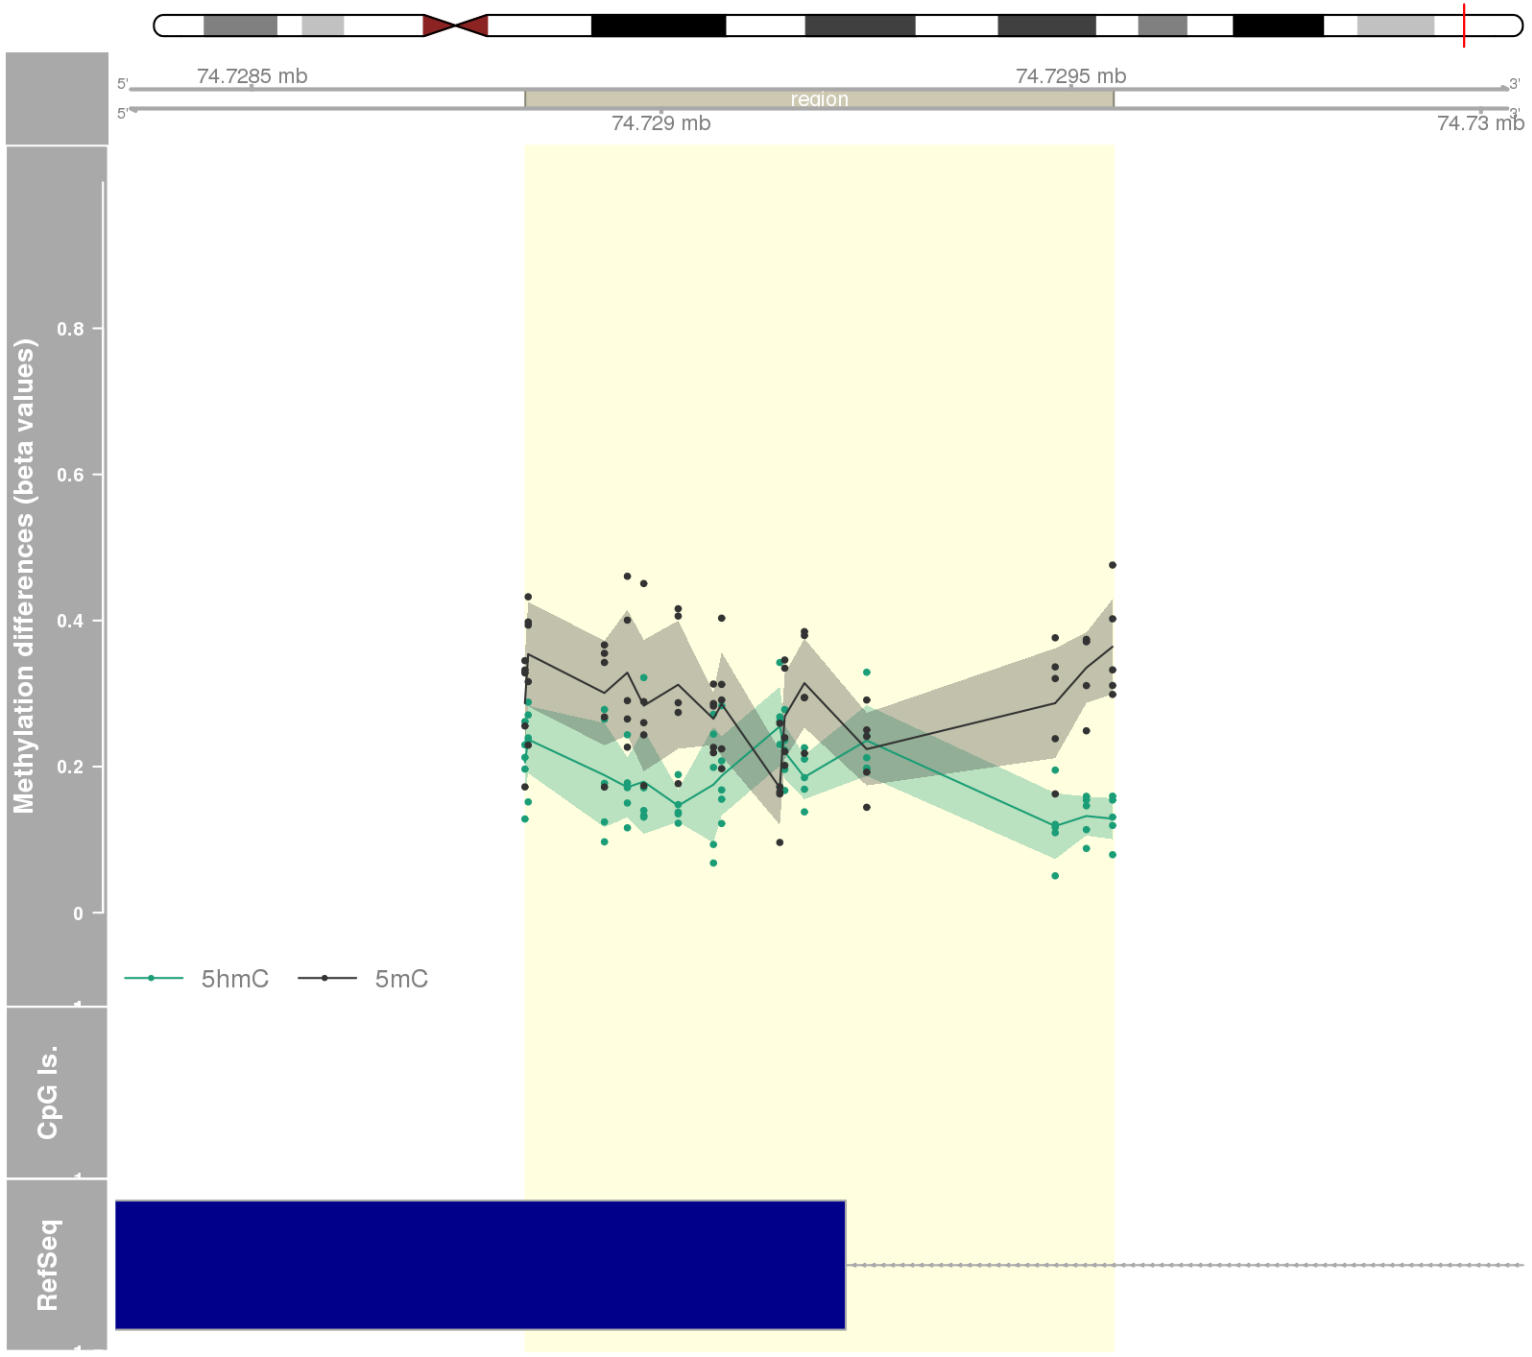 74.7285 mb
74.7295 mb
5'
3'
region
5'
3'
74.729 mb
74.73 mb
Methylation differences (beta values)
0.8
0.6
0.4
0.2
0
5hmC
5mC
CpG Is.
RefSeq